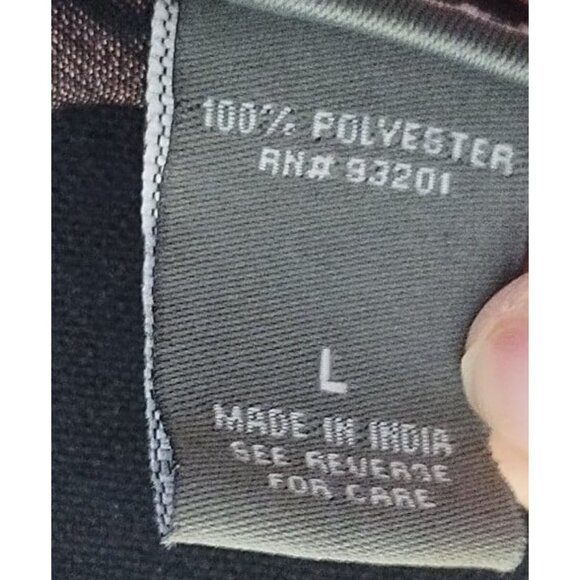 100% POLYESTER
RN# 93201
L
MADE IN INDIA
SEE REVERSE
FOR CARE